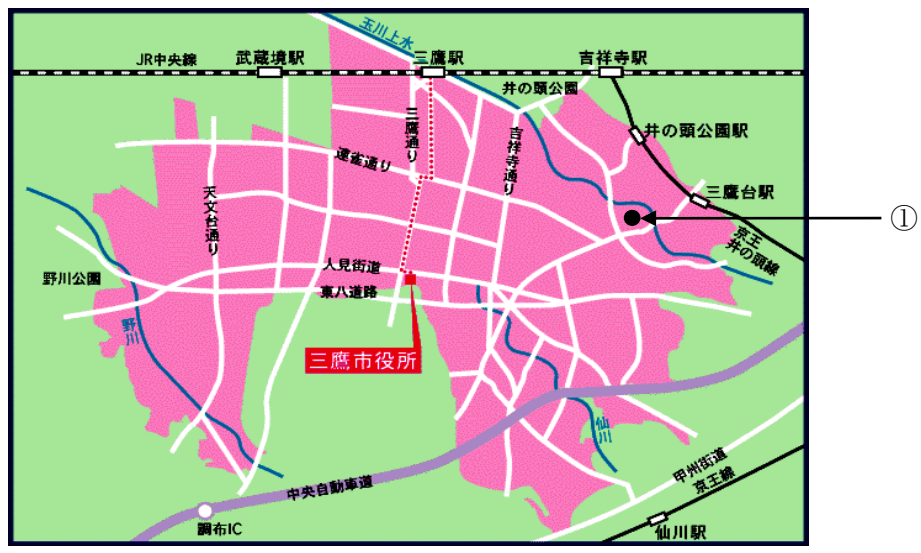 玉川上水
JR中央線
武蔵境駅
三鷹駅
吉祥寺駅
井の頭公園
三鷹通り
吉祥寺通り
井の頭公園駅
連雀通り
三鷹台駅
天文台通り
①
京王
井の頭線
人見街道
野川公園
東八道路
野川
三鷹市役所
仙川
甲州街道
京王線
中央自動車道
調布IC
仙川駅